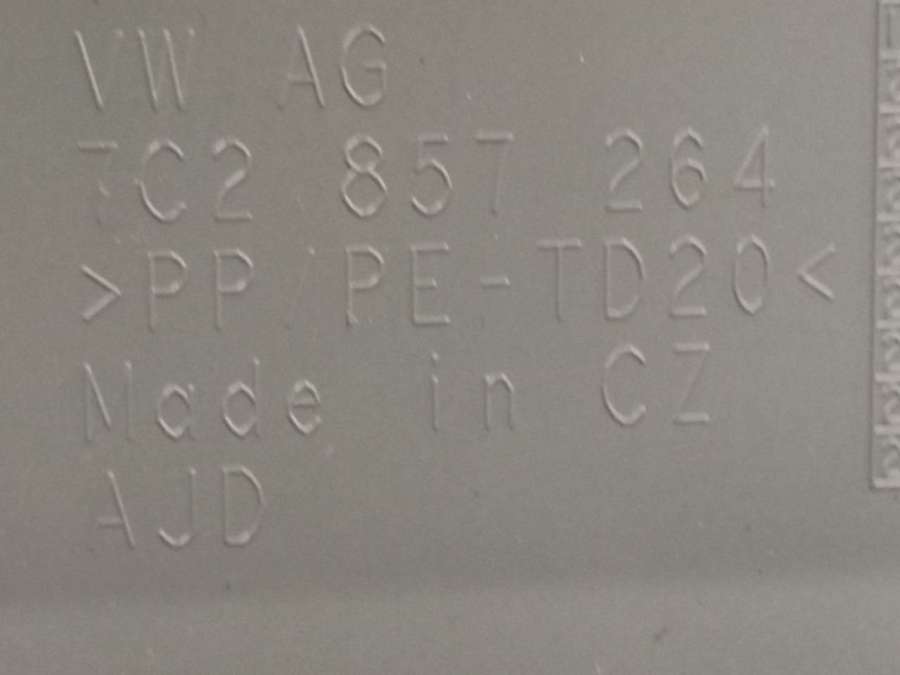 VW AG
7C2 857 264
>PP/PE-TD20<
Made in CZ
AJD